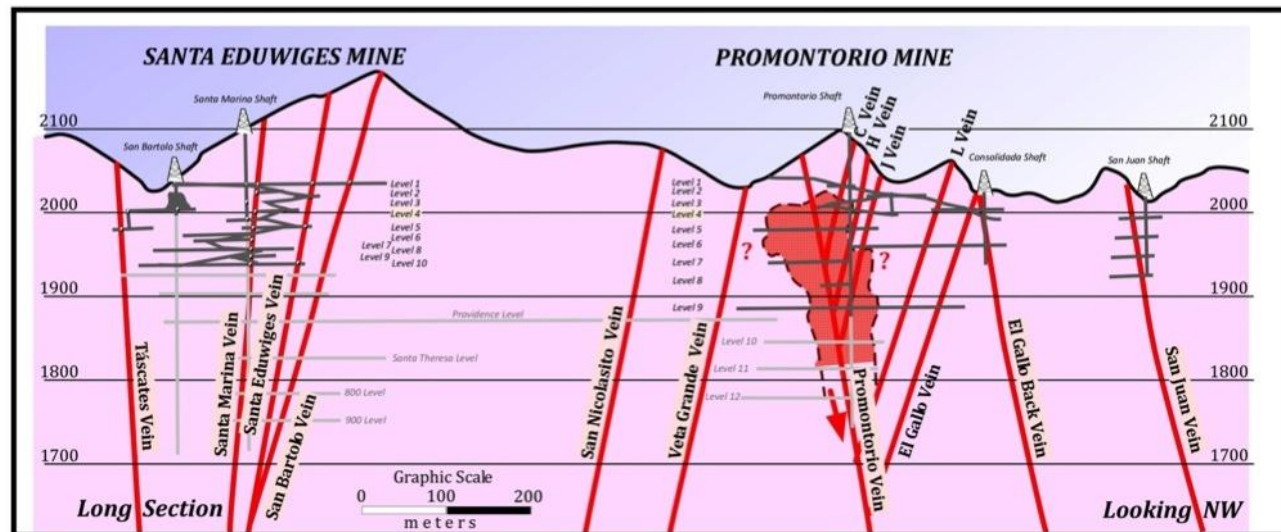 SANTA EDUWIGES MINE
PROMONTORIO MINE
Santa Marina Shaft
San Bartolo Shaft
Promontorio Shaft
C Vein
H Vein
J Vein
L Vein
Consolidada Shaft
San Juan Shaft
2100
2100
2000
2000
1900
1900
1800
1800
1700
1700
Level 1
Level 2
Level 3
Level 4
Level 5
Level 6
Level 7
Level 8
Level 9
Level 10
Level 1
Level 2
Level 3
Level 4
Level 5
Level 6
Level 7
Level 8
Level 9
Level 10
Level 11
Level 12
?
?
Providence Level
Santa Theresa Level
800 Level
900 Level
Táscates Vein
Santa Marina Vein
Santa Eduwiges Vein
San Bartolo Vein
San Nicolasito Vein
Veta Grande Vein
Promontorio Vein
El Gallo Vein
El Gallo Back Vein
San Juan Vein
Graphic Scale
0 100 200
meters
Long Section
Looking NW